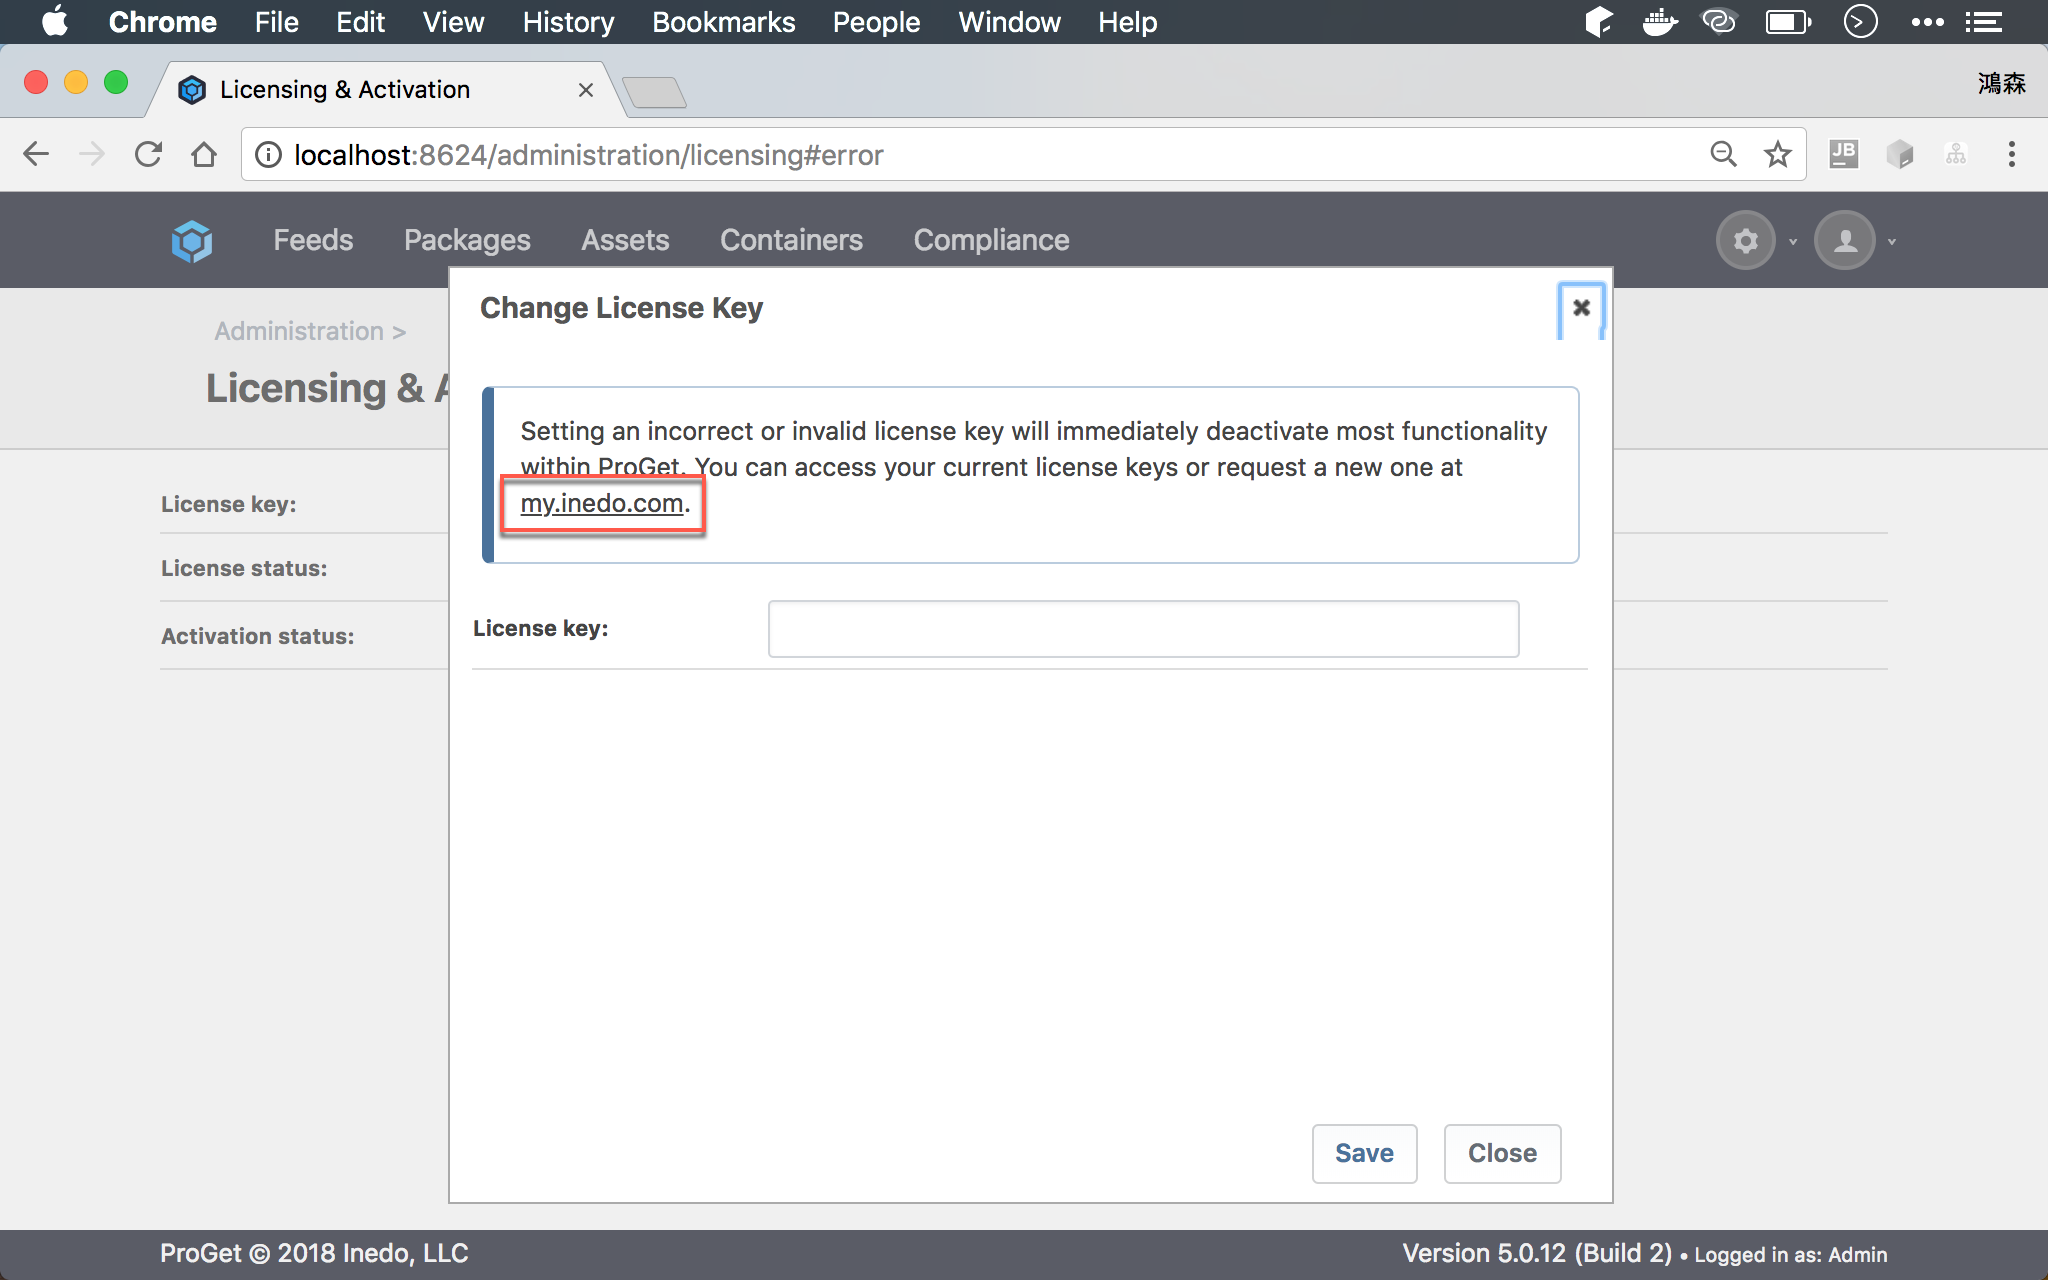 Chrome File Edit View History Bookmarks People Window Help
Licensing & Activation
鴻森
localhost:8624/administration/licensing#error
JB
Feeds Packages Assets Containers Compliance
Administration >
Licensing & A
License key:
License status:
Activation status:
Change License Key
Setting an incorrect or invalid license key will immediately deactivate most functionality
within ProGet. You can access your current license keys or request a new one at
my.inedo.com.
License key:
Save Close
ProGet © 2018 Inedo, LLC
Version 5.0.12 (Build 2) • Logged in as: Admin